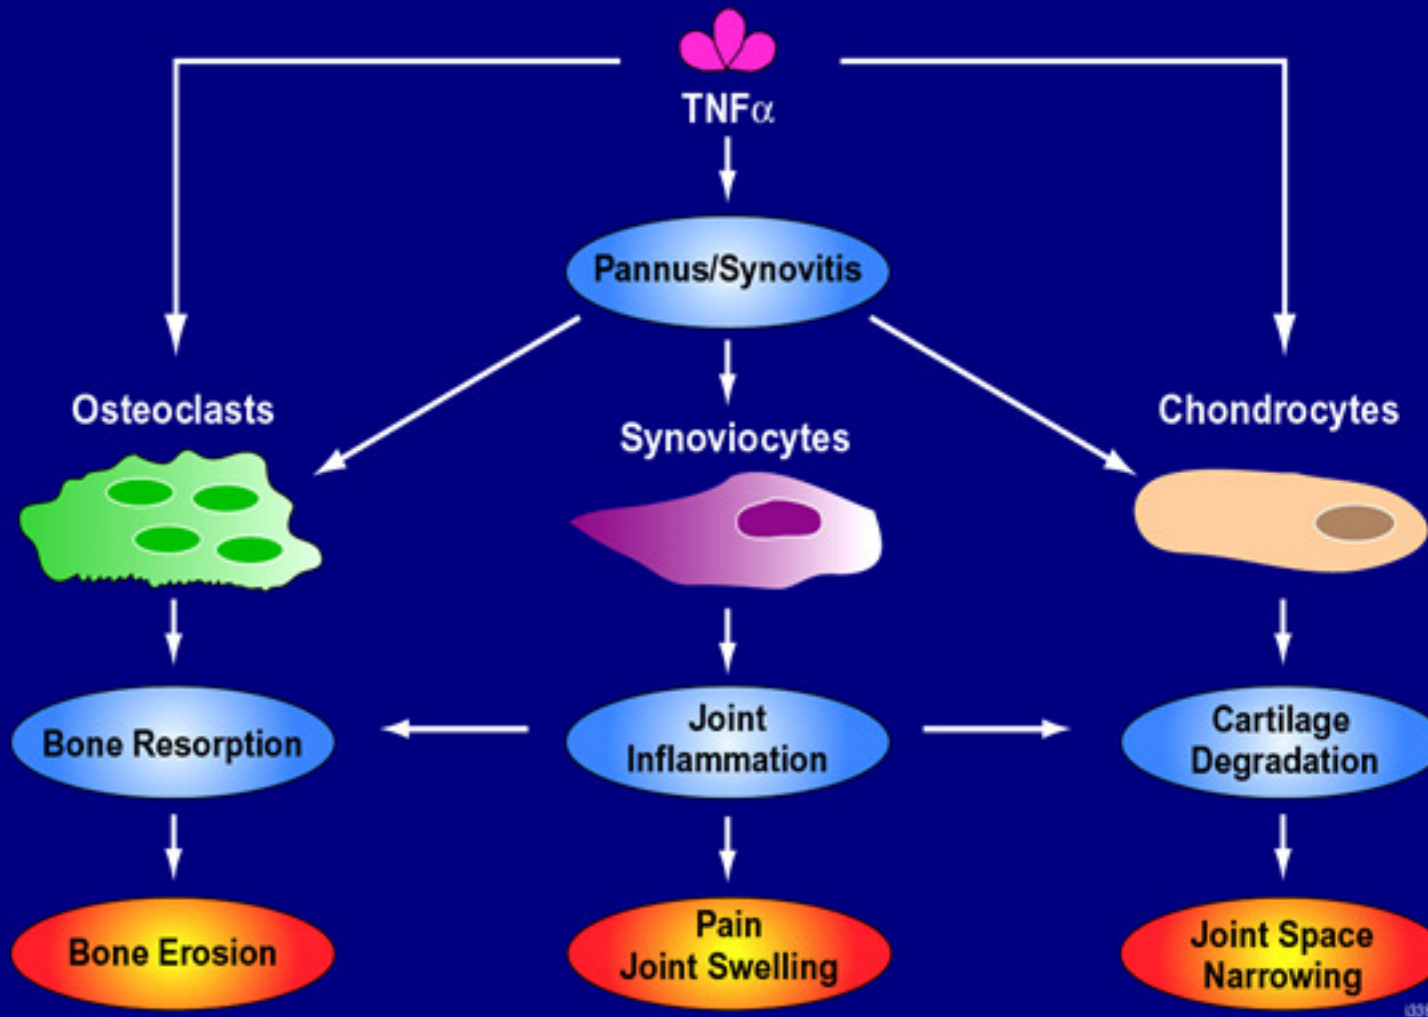 TNFα
Pannus/Synovitis
Osteoclasts
Synoviocytes
Chondrocytes
Bone Resorption
Joint
Inflammation
Cartilage
Degradation
Bone Erosion
Pain
Joint Swelling
Joint Space
Narrowing